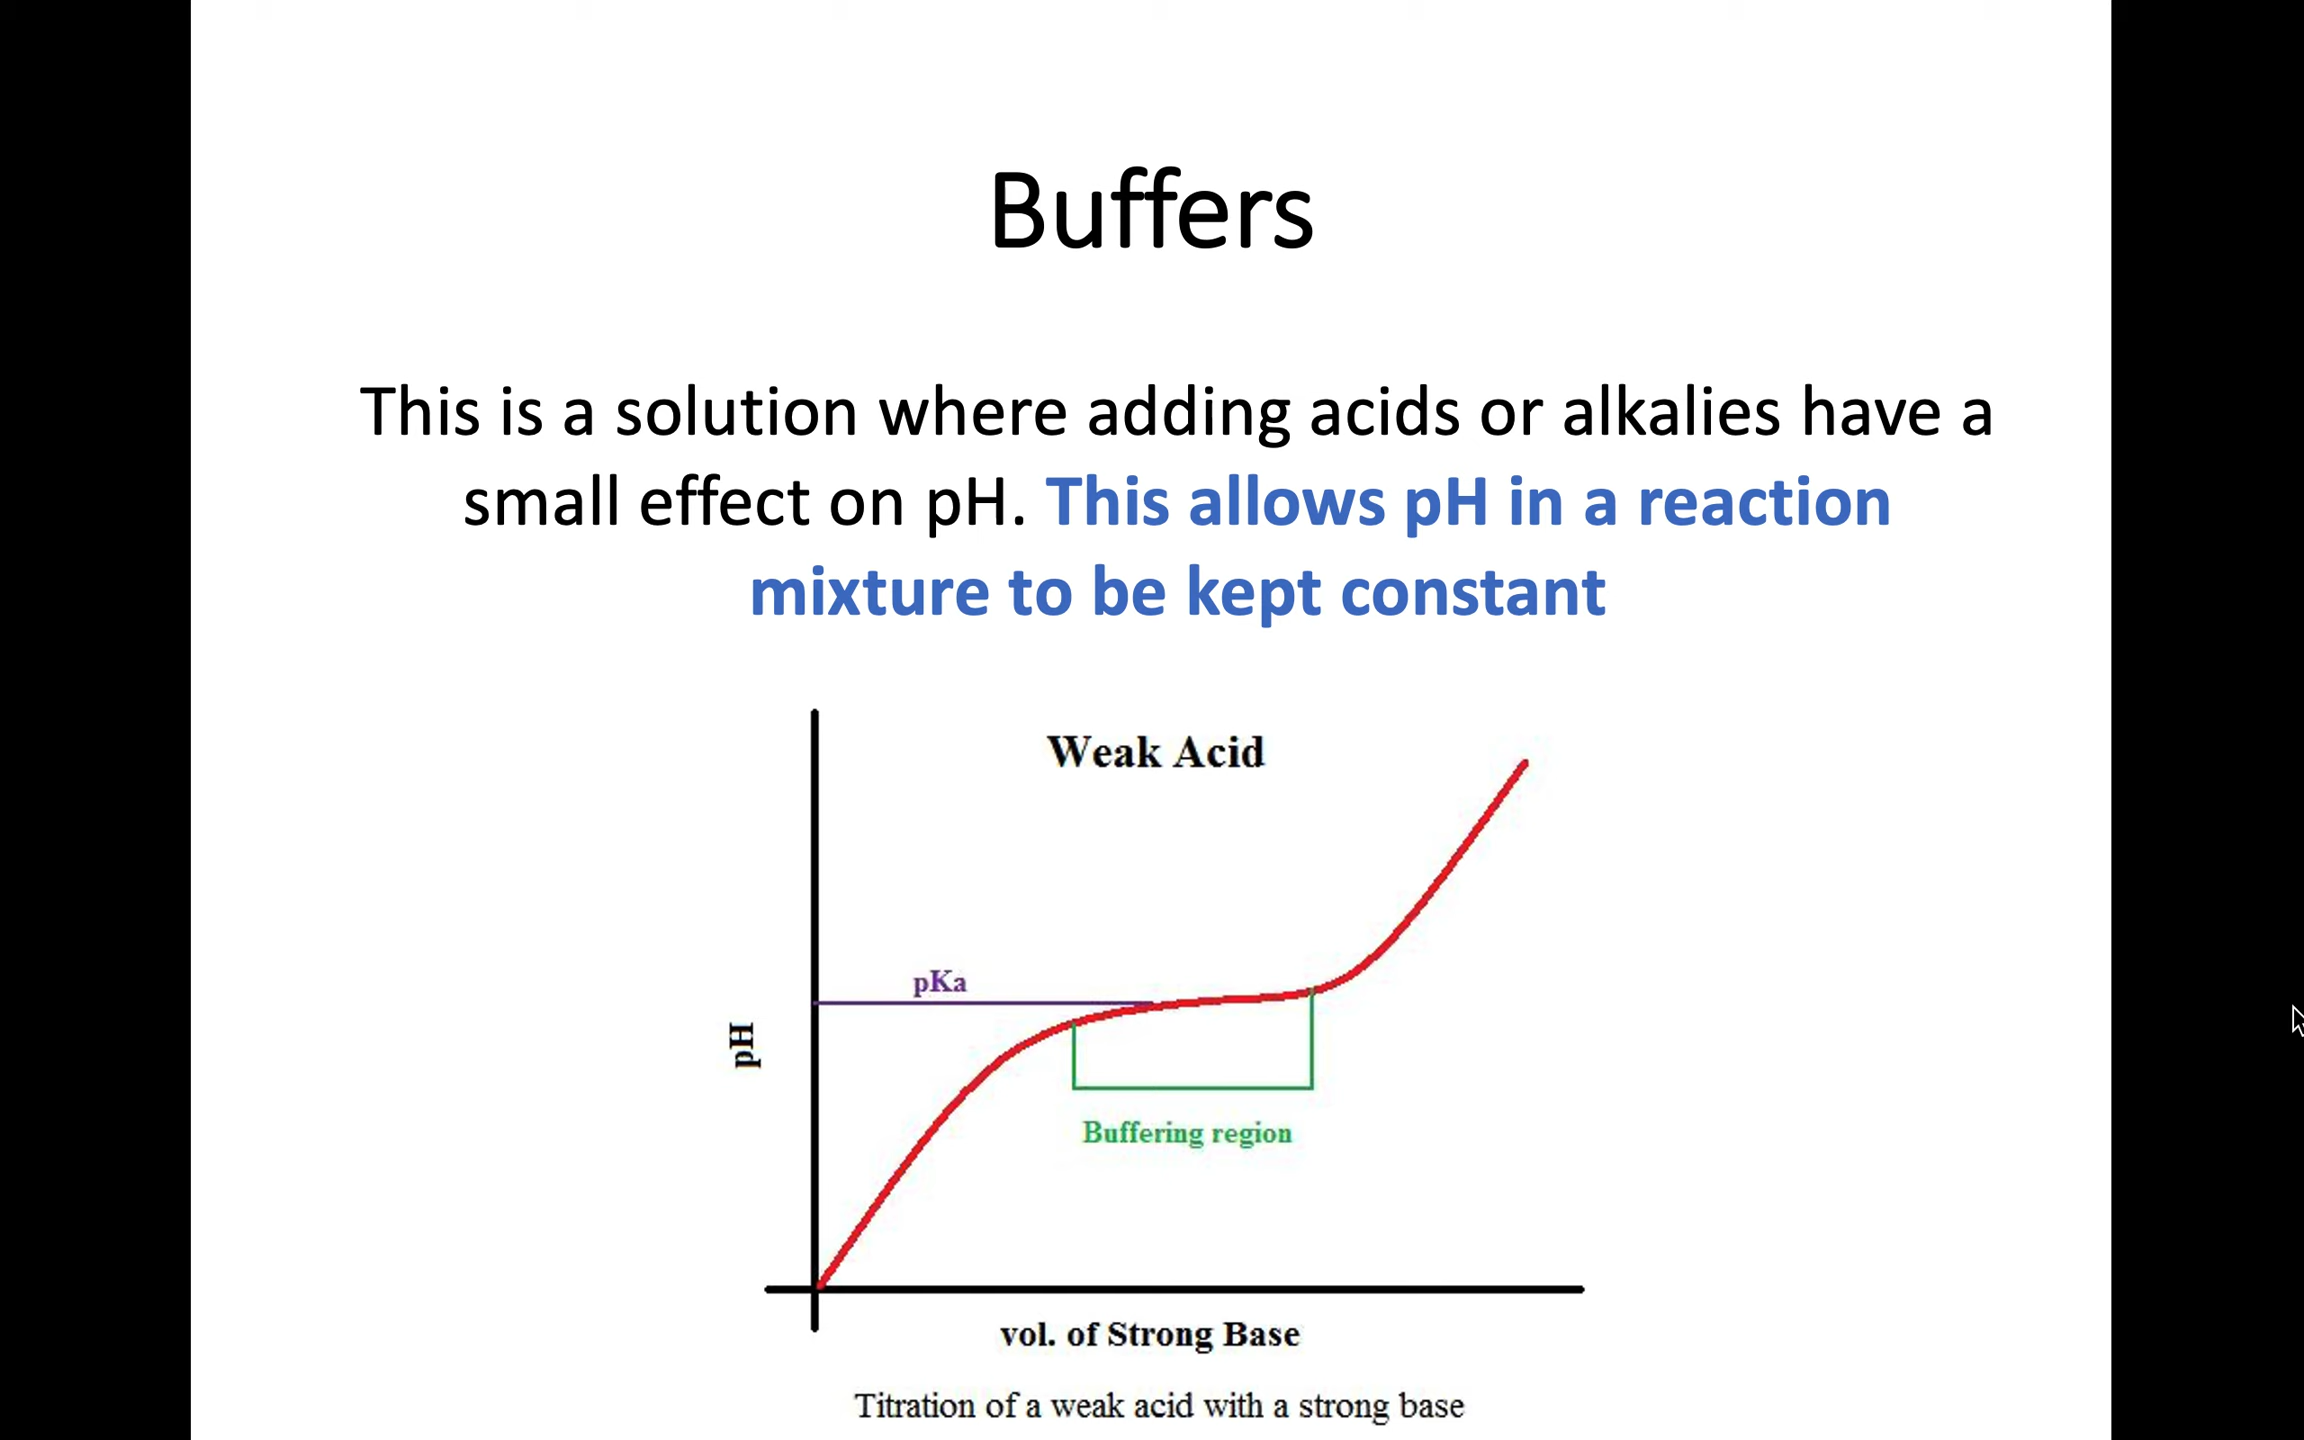 Buffers
This is a solution where adding acids or alkalies have a
small effect on pH. This allows pH in a reaction
mixture to be kept constant
Weak Acid
pKa
pH
Buffering region
vol. of Strong Base
Titration of a weak acid with a strong base